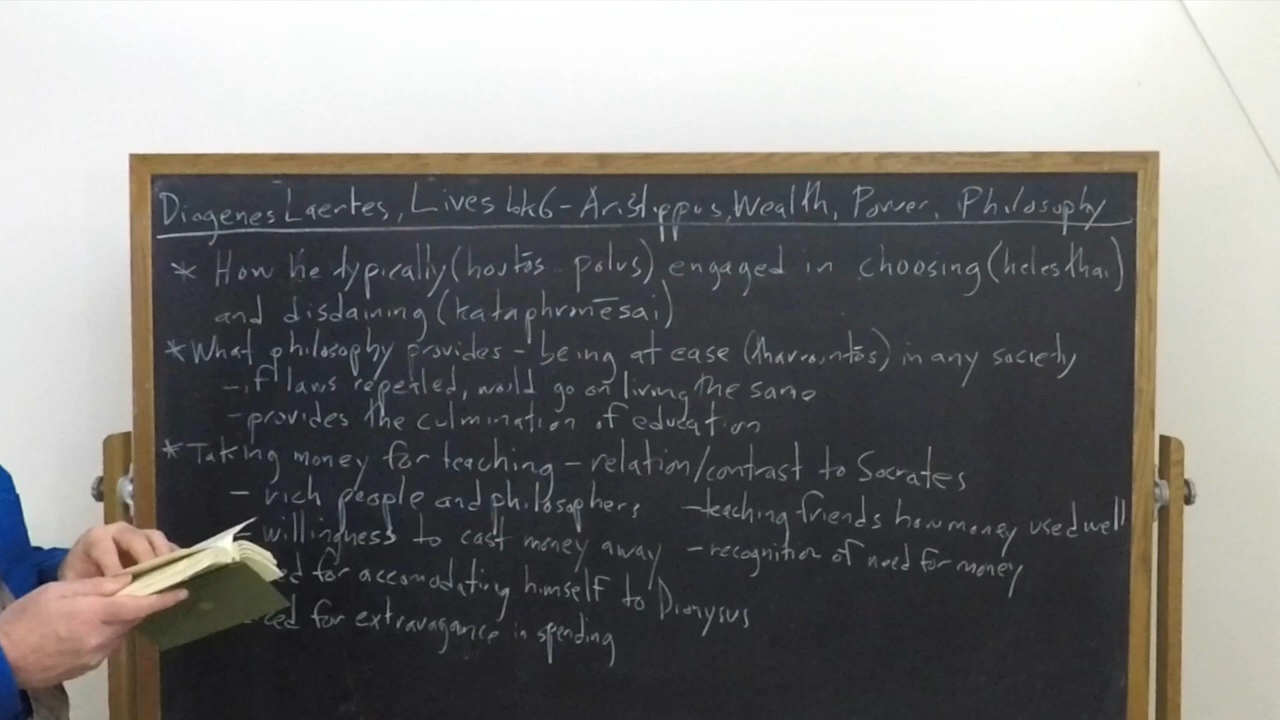 Diogenes Laertes, Lives bk6 - Aristippus, Wealth, Power, Philosophy
* How he typically (houtōs polus) engaged in choosing (helesthai)
and disdaining (kataphronēsai)
* What philosophy provides - being at ease (tharrountōs) in any society
- if laws repealed, would go on living the same
- provides the culmination of education
* Taking money for teaching - relation/contrast to Socrates
- rich people and philosophers - teaching friends how money used well
- willingness to cast money away - recognition of need for money
for accomodating himself to Dionysus
for extravagance in spending